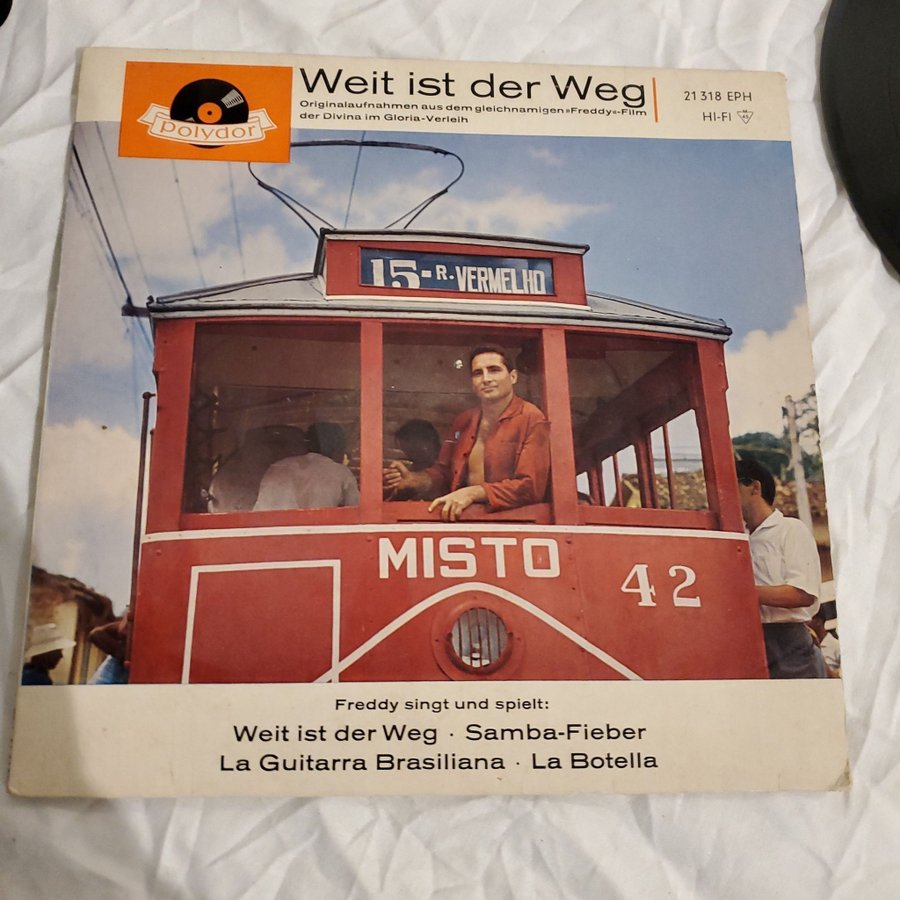 polydor
Weit ist der Weg
Originalaufnahmen aus dem gleichnamigen »Freddy«-Film
der Divina im Gloria-Verleih
21 318 EPH
HI-FI
15-R. VERMELHO
MISTO
42
Freddy singt und spielt:
Weit ist der Weg · Samba-Fieber
La Guitarra Brasiliana · La Botella